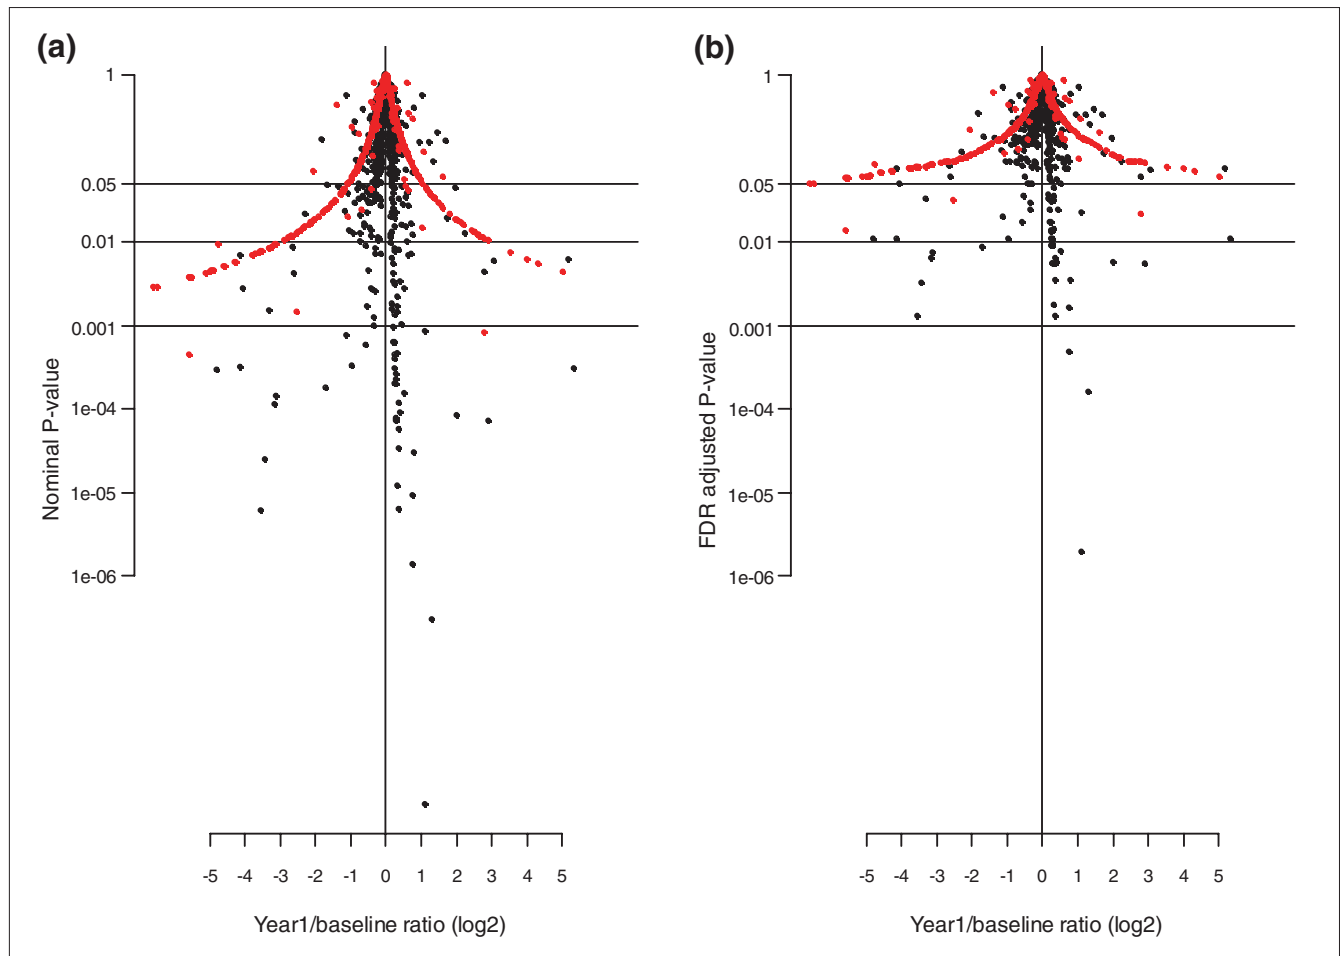 (a)
1
0.05
0.01
0.001
1e-04
1e-05
1e-06
Nominal P-value
-5 -4 -3 -2 -1 0 1 2 3 4 5
Year1/baseline ratio (log2)
(b)
1
0.05
0.01
0.001
1e-04
1e-05
1e-06
FDR adjusted P-value
-5 -4 -3 -2 -1 0 1 2 3 4 5
Year1/baseline ratio (log2)